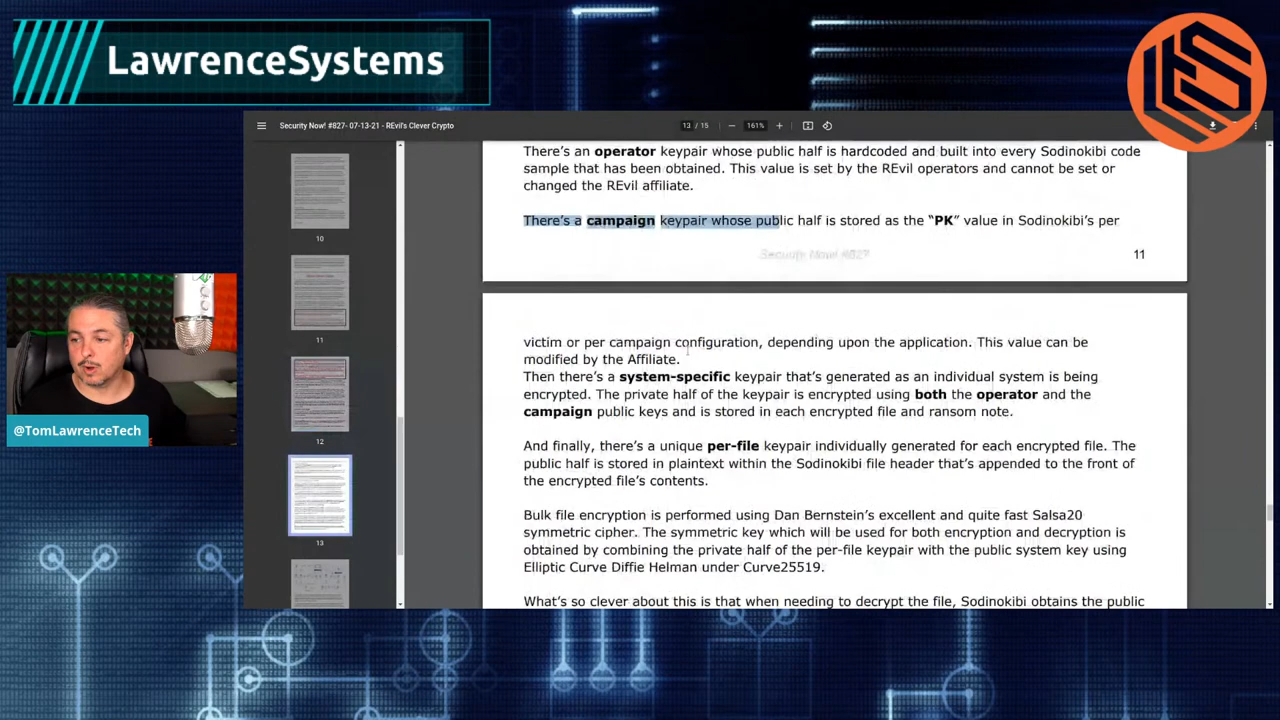 LawrenceSystems
Security Now! #827- 07-13-21 - REvil's Clever Crypto
13 / 15
161%
10
11
12
13
There's an operator keypair whose public half is hardcoded and built into every Sodinokibi code
sample that has been obtained. This value is set by the REvil operators and cannot be set or
changed the REvil affiliate.
There's a campaign keypair whose public half is stored as the "PK" value in Sodinokibi's per
Security Now! #827
11
victim or per campaign configuration, depending upon the application. This value can be
modified by the Affiliate.
Then there's a system-specific keypair that's generated as an individual system is being
encrypted. The private half of the keypair is encrypted using both the operator and the
campaign public keys and is stored in each encrypted file and ransom note.
And finally, there's a unique per-file keypair individually generated for each encrypted file. The
public half is stored in plaintext within the Sodinokibi file header that's appended to the front of
the encrypted file's contents.
Bulk file encryption is performed using Dan Bernstein's excellent and quite fast Salsa20
symmetric cipher. The symmetric key which will be used for both encryption and decryption is
obtained by combining the private half of the per-file keypair with the public system key using
Elliptic Curve Diffie Helman under Curve25519.
What's so clever about this is that when needing to decrypt the file, Sodinokibi obtains the public
@TomLawrenceTech